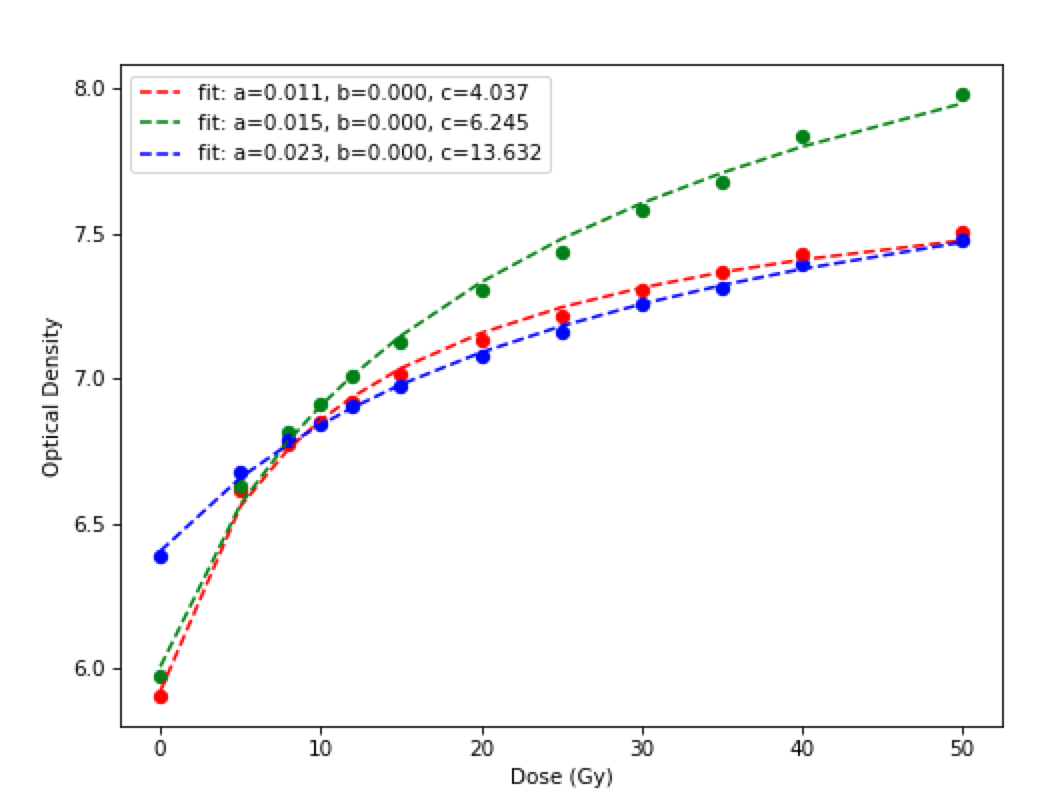 fit: a=0.011, b=0.000, c=4.037
fit: a=0.015, b=0.000, c=6.245
fit: a=0.023, b=0.000, c=13.632
8.0
7.5
7.0
6.5
6.0
Optical Density
0 10 20 30 40 50
Dose (Gy)